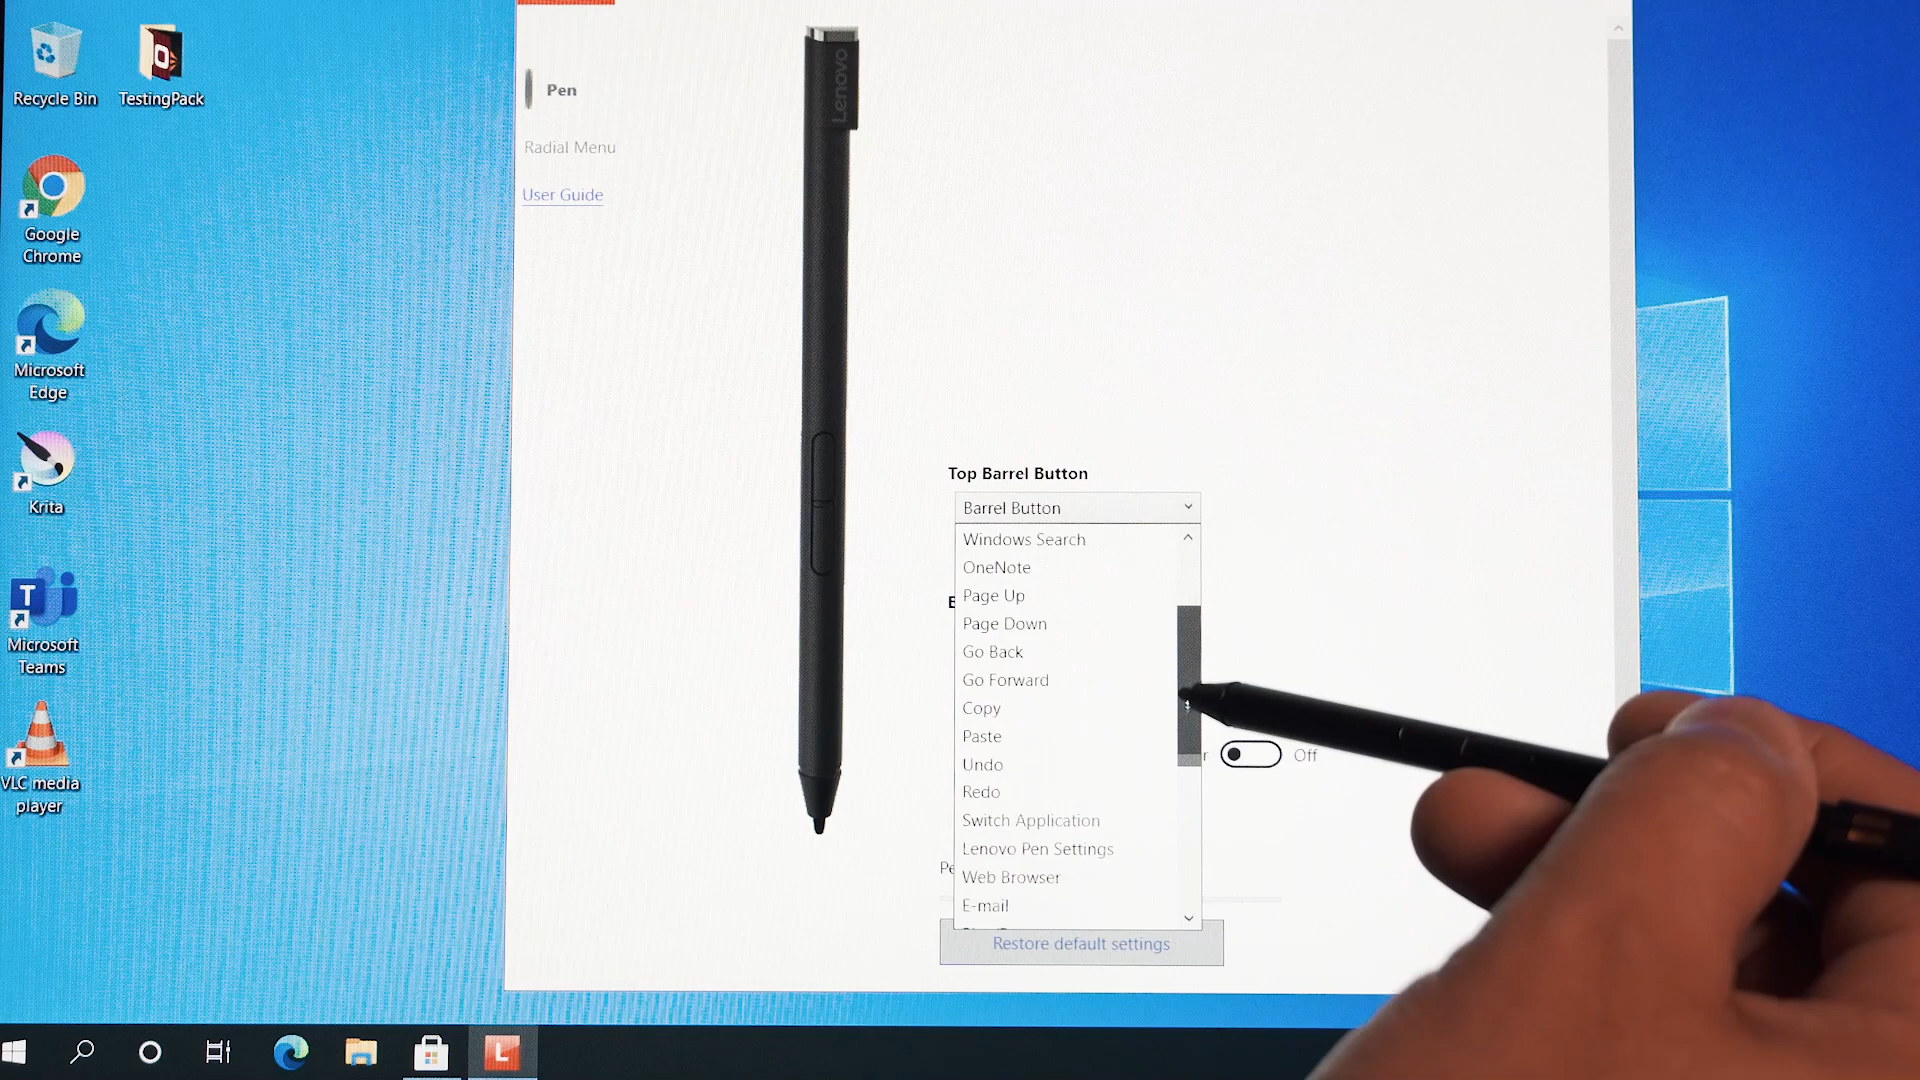 Recycle Bin
TestingPack
Google
Chrome
Microsoft
Edge
Krita
T
Microsoft
Teams
VLC media
player
Pen
Radial Menu
User Guide
Lenovo
Top Barrel Button
Barrel Button
Windows Search
OneNote
Page Up
Page Down
Go Back
Go Forward
Copy
Paste
Undo
Redo
Switch Application
Lenovo Pen Settings
Web Browser
E-mail
Off
Restore default settings
L